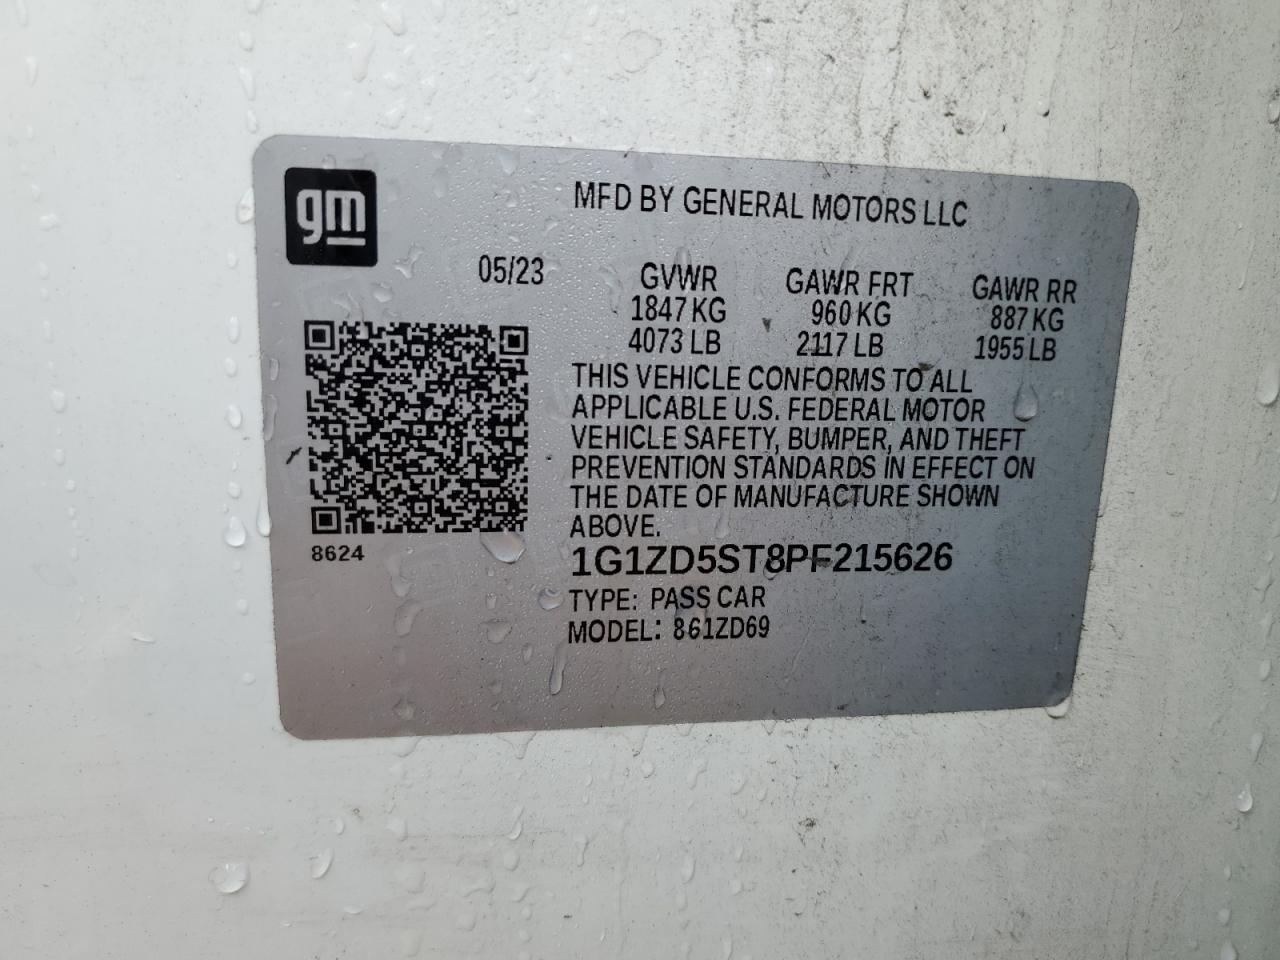 gm
MFD BY GENERAL MOTORS LLC
05/23 GVWR GAWR FRT GAWR RR
1847 KG 960 KG 887 KG
4073 LB 2117 LB 1955 LB
THIS VEHICLE CONFORMS TO ALL
APPLICABLE U.S. FEDERAL MOTOR
VEHICLE SAFETY, BUMPER, AND THEFT
PREVENTION STANDARDS IN EFFECT ON
THE DATE OF MANUFACTURE SHOWN
ABOVE.
8624
1G1ZD5ST8PF215626
TYPE: PASS CAR
MODEL: 861ZD69